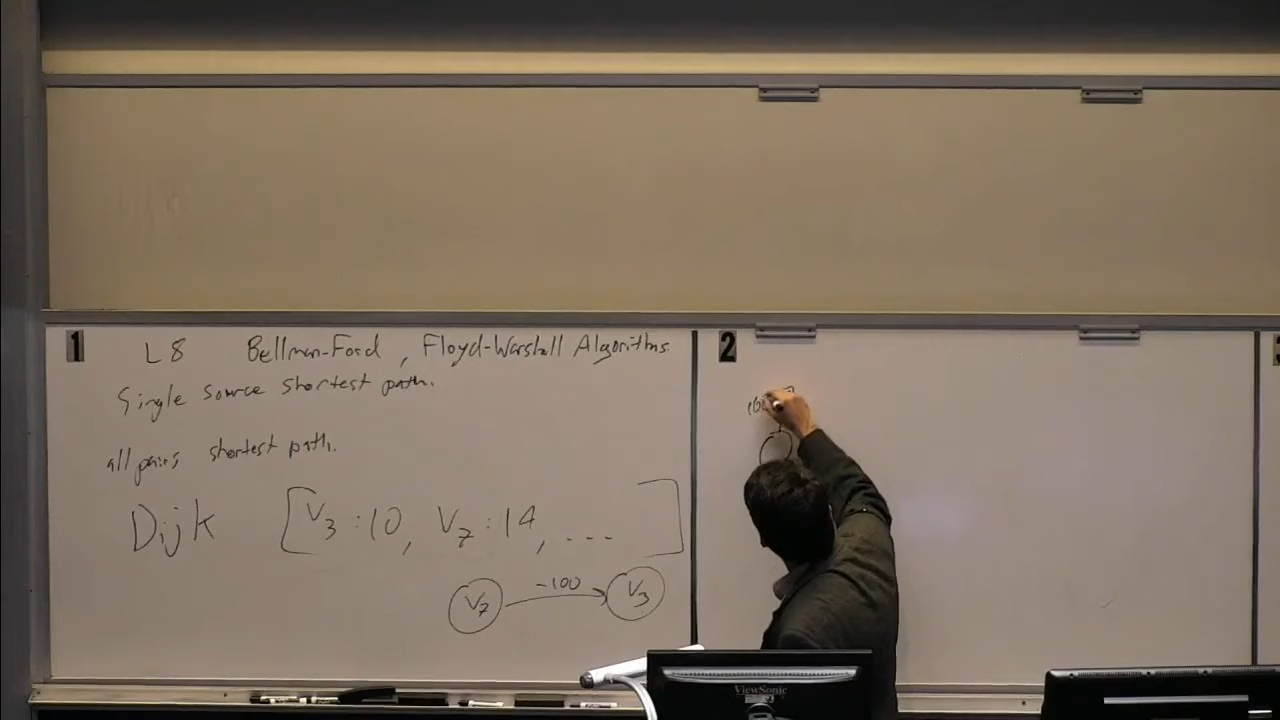 1
L8 Bellman-Ford, Floyd-Warshall Algorithms.
Single source shortest path.
all pairs shortest path.
Dijk [V3:10, V7:14, ... ]
V7 -100 V3
2
ViewSonic